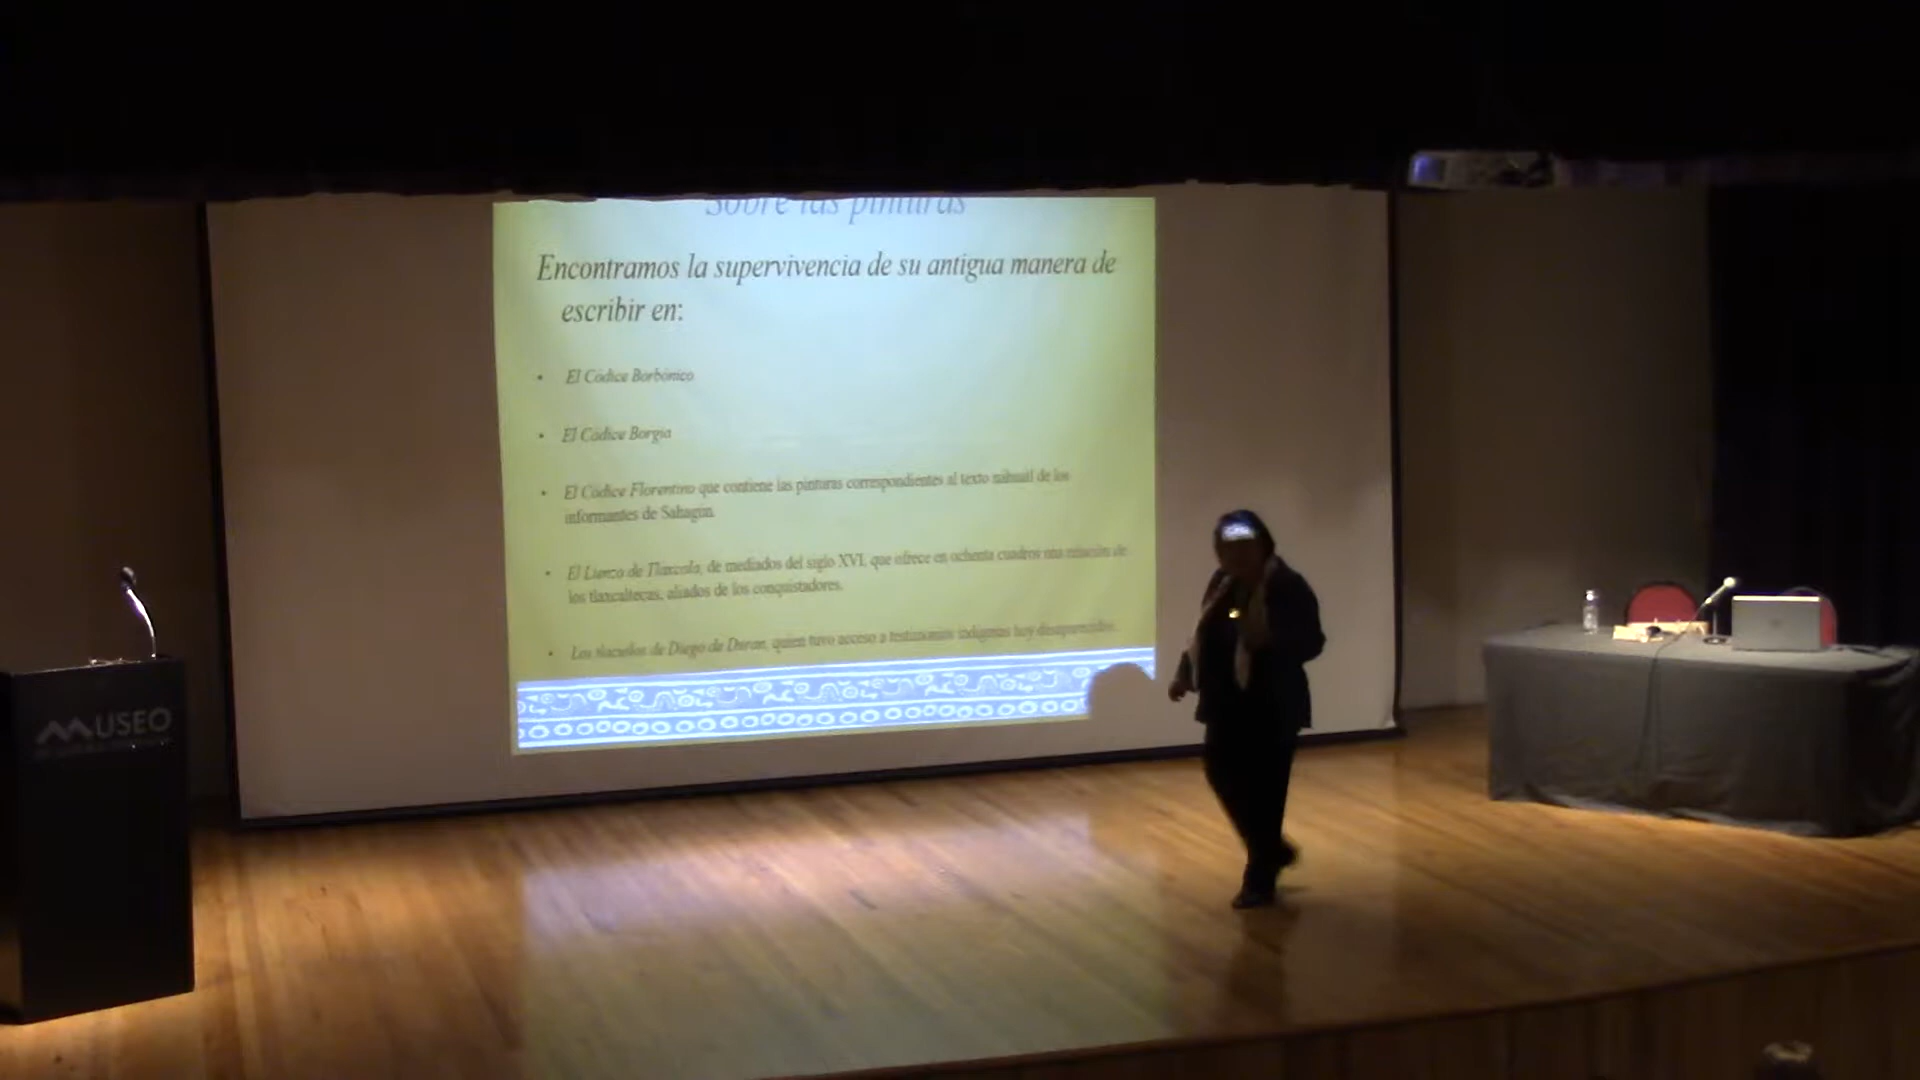 Sobre las pinturas
Encontramos la supervivencia de su antigua manera de
escribir en:
• El Códice Borbónico
• El Códice Borgia
• El Códice Florentino que contiene las pinturas correspondientes al texto náhuatl de los
informantes de Sahagún.
• El Lienzo de Tlaxcala, de mediados del siglo XVI, que ofrece en ochenta cuadros una relación de
los tlaxcaltecas, aliados de los conquistadores.
• Los tlacuilos de Diego de Durán, quien tuvo acceso a testimonios indígenas hoy desaparecidos.
MUSEO